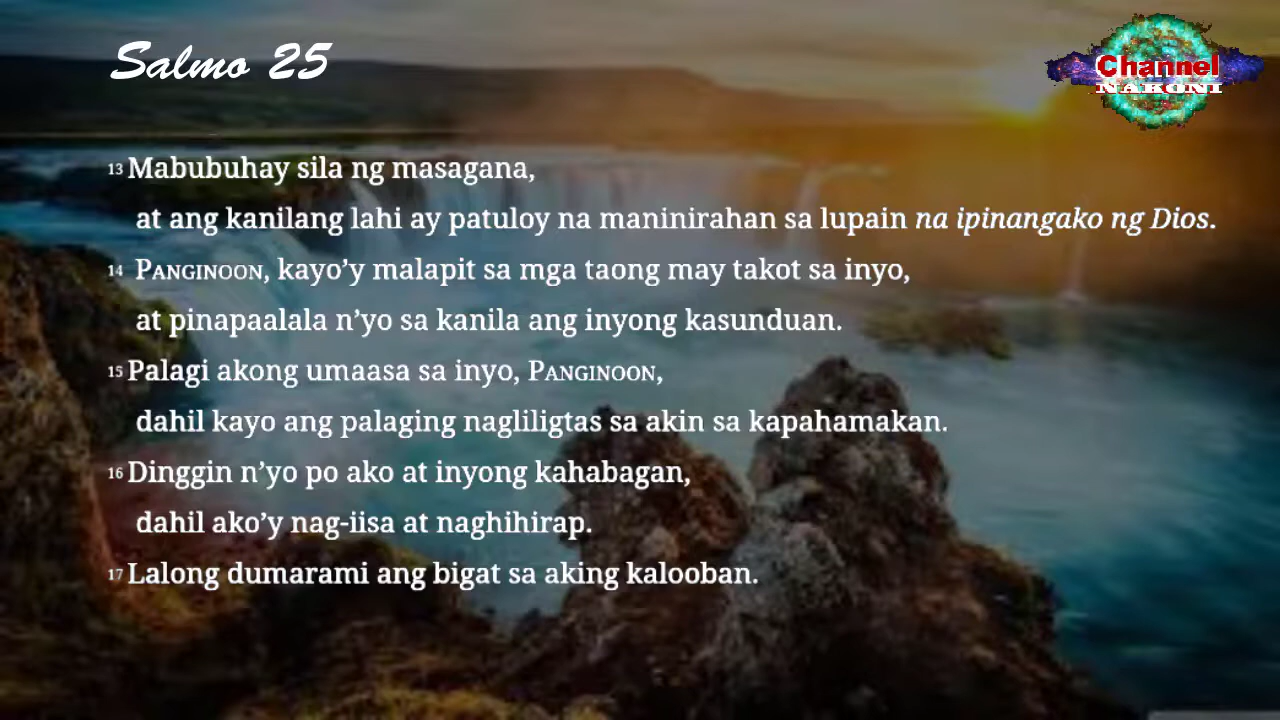 Salmo 25
Channel
NAKONI
13 Mabubuhay sila ng masagana,
at ang kanilang lahi ay patuloy na maninirahan sa lupain na ipinangako ng Dios.
14 PANGINOON, kayo’y malapit sa mga taong may takot sa inyo,
at pinapaalala n’yo sa kanila ang inyong kasunduan.
15 Palagi akong umaasa sa inyo, PANGINOON,
dahil kayo ang palaging nagliligtas sa akin sa kapahamakan.
16 Dinggin n’yo po ako at inyong kahabagan,
dahil ako’y nag-iisa at naghihirap.
17 Lalong dumarami ang bigat sa aking kalooban.